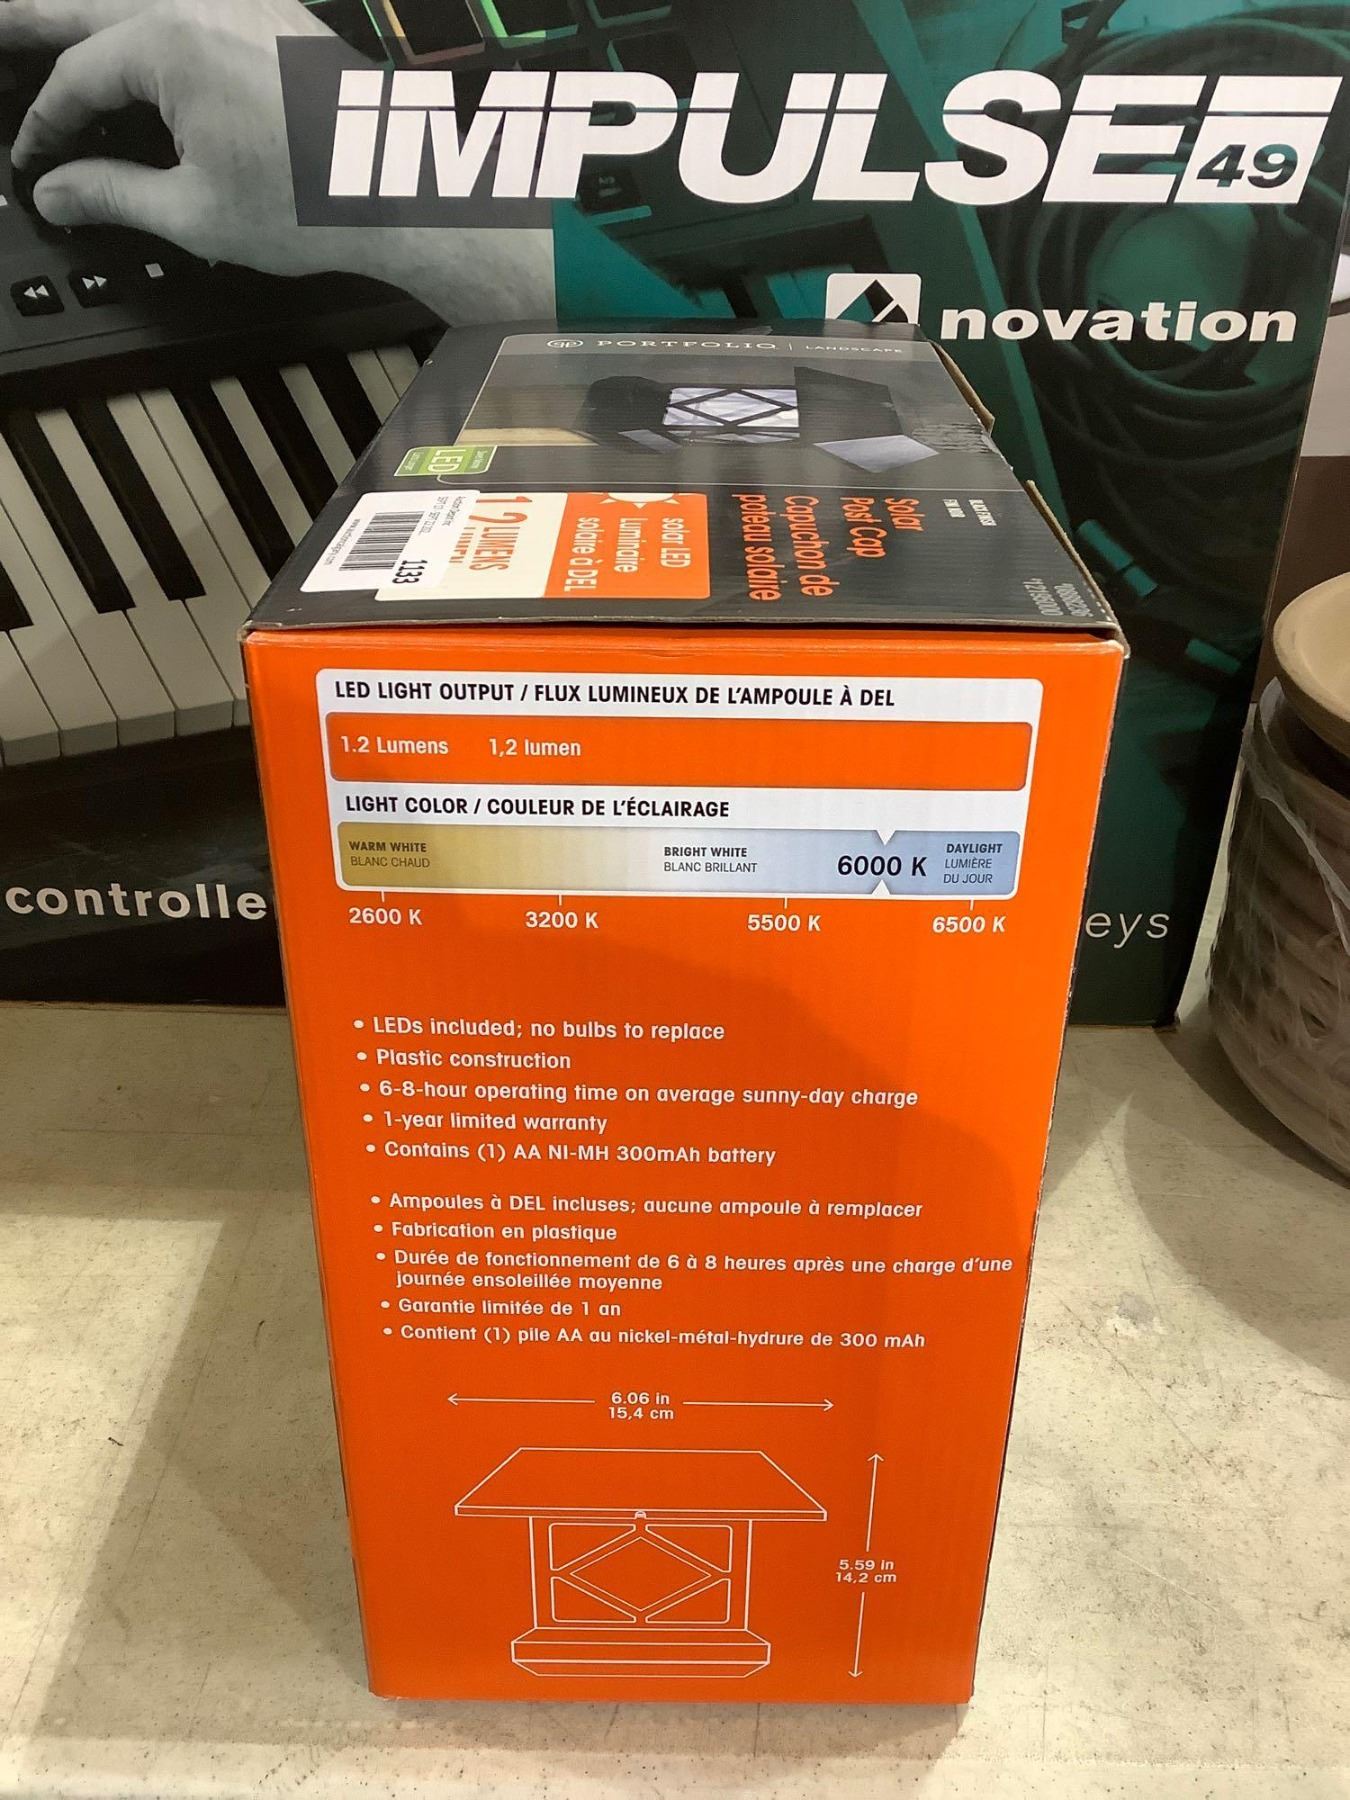 IMPULSE
49
novation
controlle
eys
PORTFOLIO | LANDSCAPE
LED
1133
1.2 LUMENS
solar LED
Luminaire
solaire à DEL
Solar
Post Cap
Capuchon de
poteau solaire
BLACK FINISH
FINI NOIR
LED LIGHT OUTPUT / FLUX LUMINEUX DE L'AMPOULE À DEL
1.2 Lumens 1,2 lumen
LIGHT COLOR / COULEUR DE L'ÉCLAIRAGE
WARM WHITE
BLANC CHAUD
BRIGHT WHITE
BLANC BRILLANT
6000 K
DAYLIGHT
LUMIÈRE
DU JOUR
2600 K 3200 K 5500 K 6500 K
• LEDs included; no bulbs to replace
• Plastic construction
• 6-8-hour operating time on average sunny-day charge
• 1-year limited warranty
• Contains (1) AA NI-MH 300mAh battery
• Ampoules à DEL incluses; aucune ampoule à remplacer
• Fabrication en plastique
• Durée de fonctionnement de 6 à 8 heures après une charge d'une
journée ensoleillée moyenne
• Garantie limitée de 1 an
• Contient (1) pile AA au nickel-métal-hydrure de 300 mAh
6.06 in
15,4 cm
5.59 in
14,2 cm